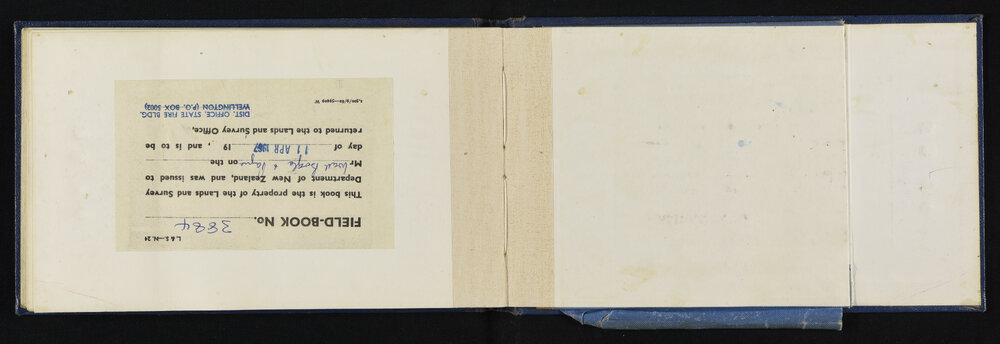 L. & S.—N. 24
FIELD-BOOK No. 3884
This book is the property of the Lands and Survey
Department of New Zealand, and was issued to
Mr on the
day of 11 APR 1967 19 , and is to be
returned to the Lands and Survey Office,
DIST. OFFICE, STATE FIRE BLDG.
WELLINGTON (P.O. BOX 5003)